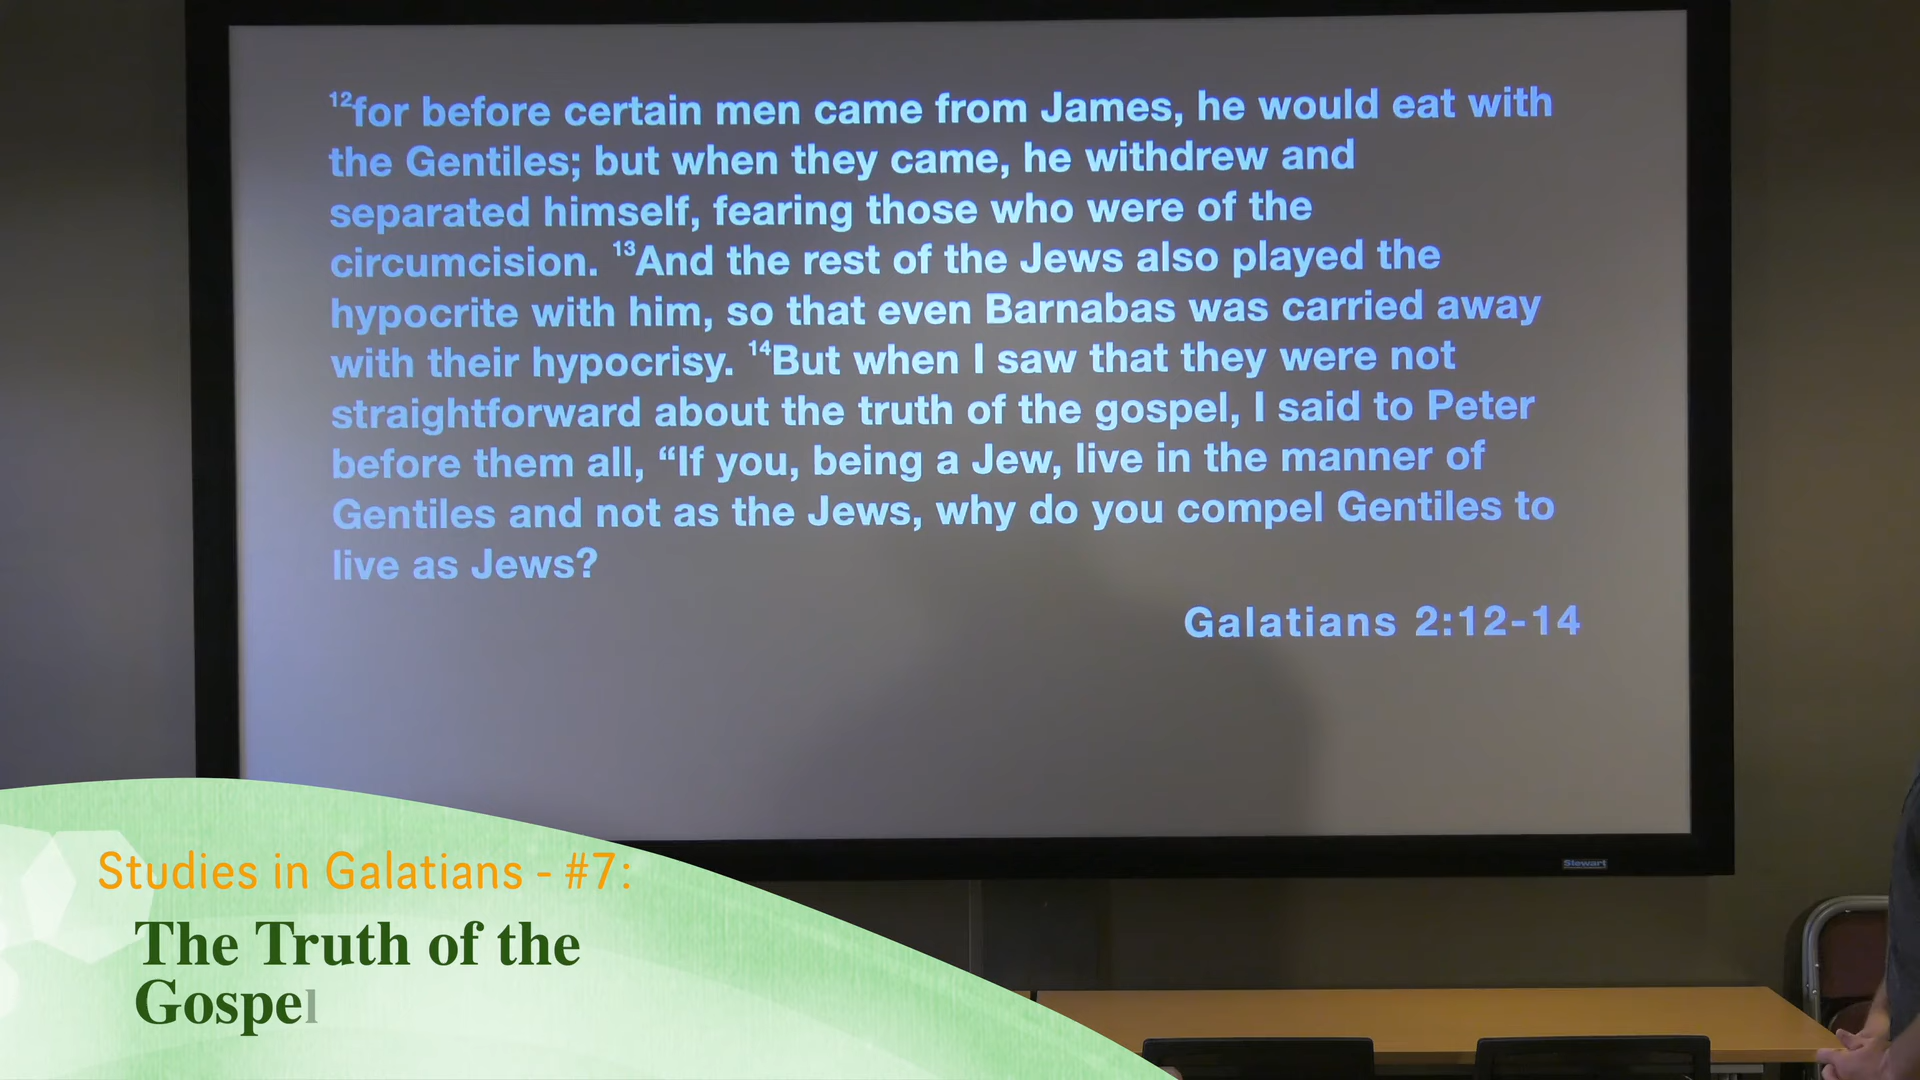 12for before certain men came from James, he would eat with
the Gentiles; but when they came, he withdrew and
separated himself, fearing those who were of the
circumcision. 13And the rest of the Jews also played the
hypocrite with him, so that even Barnabas was carried away
with their hypocrisy. 14But when I saw that they were not
straightforward about the truth of the gospel, I said to Peter
before them all, “If you, being a Jew, live in the manner of
Gentiles and not as the Jews, why do you compel Gentiles to
live as Jews?
Galatians 2:12-14
Stewart
Studies in Galatians - #7:
The Truth of the
Gospel